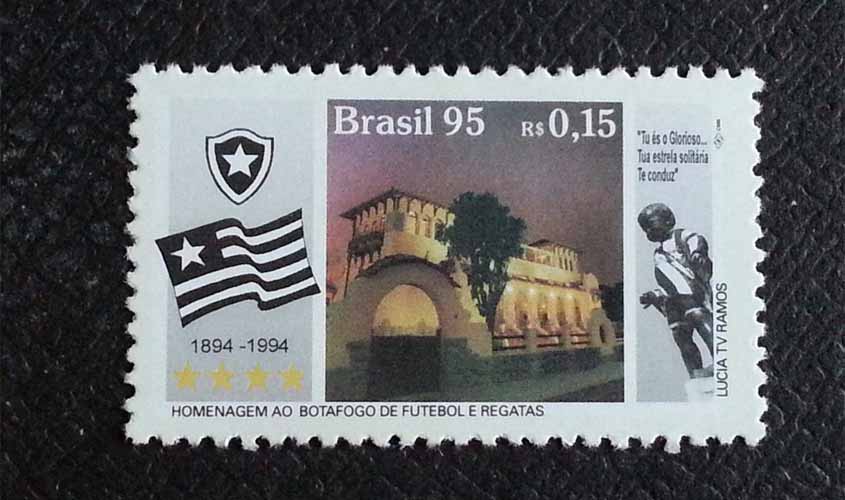 Brasil 95
R$ 0,15
"Tu és o Glorioso...
Tua estrela solitária
Te conduz"
1894 -1994
HOMENAGEM AO BOTAFOGO DE FUTEBOL E REGATAS
LUCIA TV RAMOS